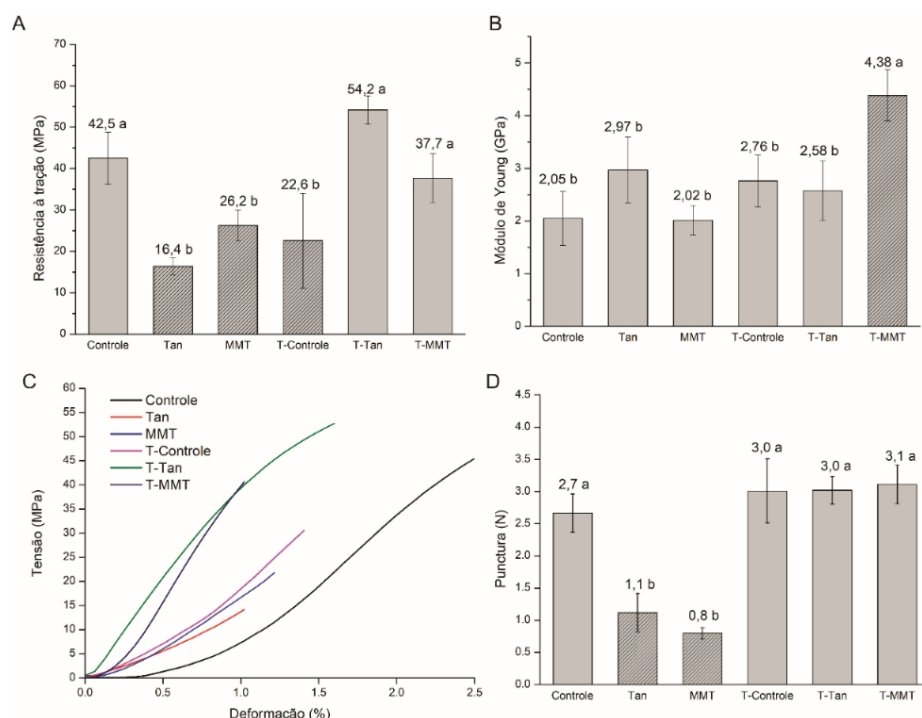 A
Resistência à tração (MPa)
70
60
50
40
30
20
10
0
42,5 a
16,4 b
26,2 b
22,6 b
54,2 a
37,7 a
Controle
Tan
MMT
T-Controle
T-Tan
T-MMT
B
Módulo de Young (GPa)
5
4
3
2
1
0
2,05 b
2,97 b
2,02 b
2,76 b
2,58 b
4,38 a
Controle
Tan
MMT
T-Controle
T-Tan
T-MMT
C
Tensão (MPa)
60
55
50
45
40
35
30
25
20
15
10
5
0
Controle
Tan
MMT
T-Controle
T-Tan
T-MMT
0.0
0.5
1.0
1.5
2.0
2.5
Deformação (%)
D
Punctura (N)
4.5
4.0
3.5
3.0
2.5
2.0
1.5
1.0
0.5
0.0
2,7 a
1,1 b
0,8 b
3,0 a
3,0 a
3,1 a
Controle
Tan
MMT
T-Controle
T-Tan
T-MMT